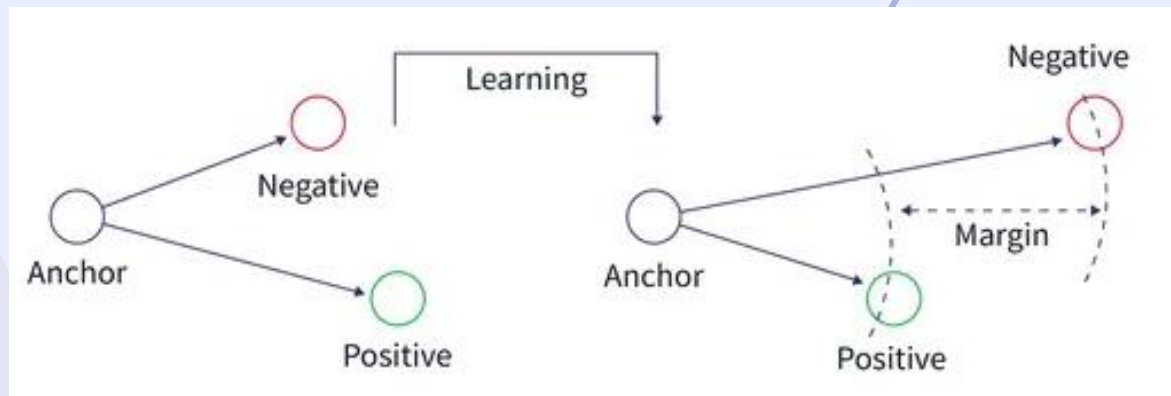 Learning
Negative
Anchor
Positive
Negative
Margin
Anchor
Positive